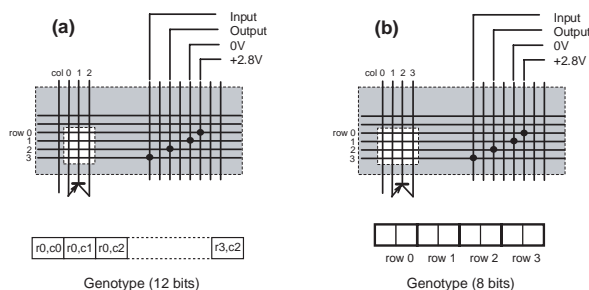 (a)
Input
Output
0V
+2.8V
col 0 1 2
row 0
1
2
3
r0,c0 r0,c1 r0,c2 r3,c2
Genotype (12 bits)
(b)
Input
Output
0V
+2.8V
col 0 1 2 3
row 0
1
2
3
row 0 row 1 row 2 row 3
Genotype (8 bits)